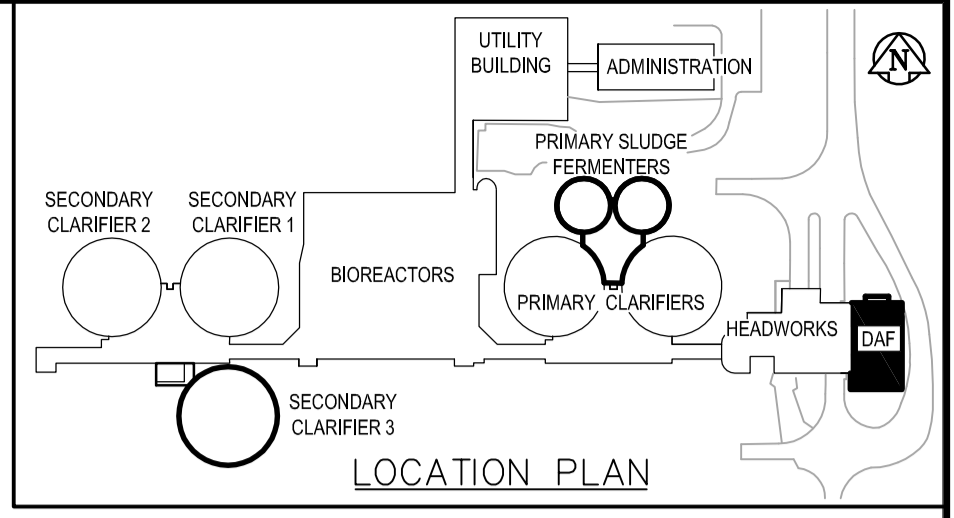 UTILITY
BUILDING
ADMINISTRATION
N
PRIMARY SLUDGE
FERMENTERS
SECONDARY
CLARIFIER 2
SECONDARY
CLARIFIER 1
BIOREACTORS
PRIMARY CLARIFIERS
HEADWORKS
DAF
SECONDARY
CLARIFIER 3
LOCATION PLAN